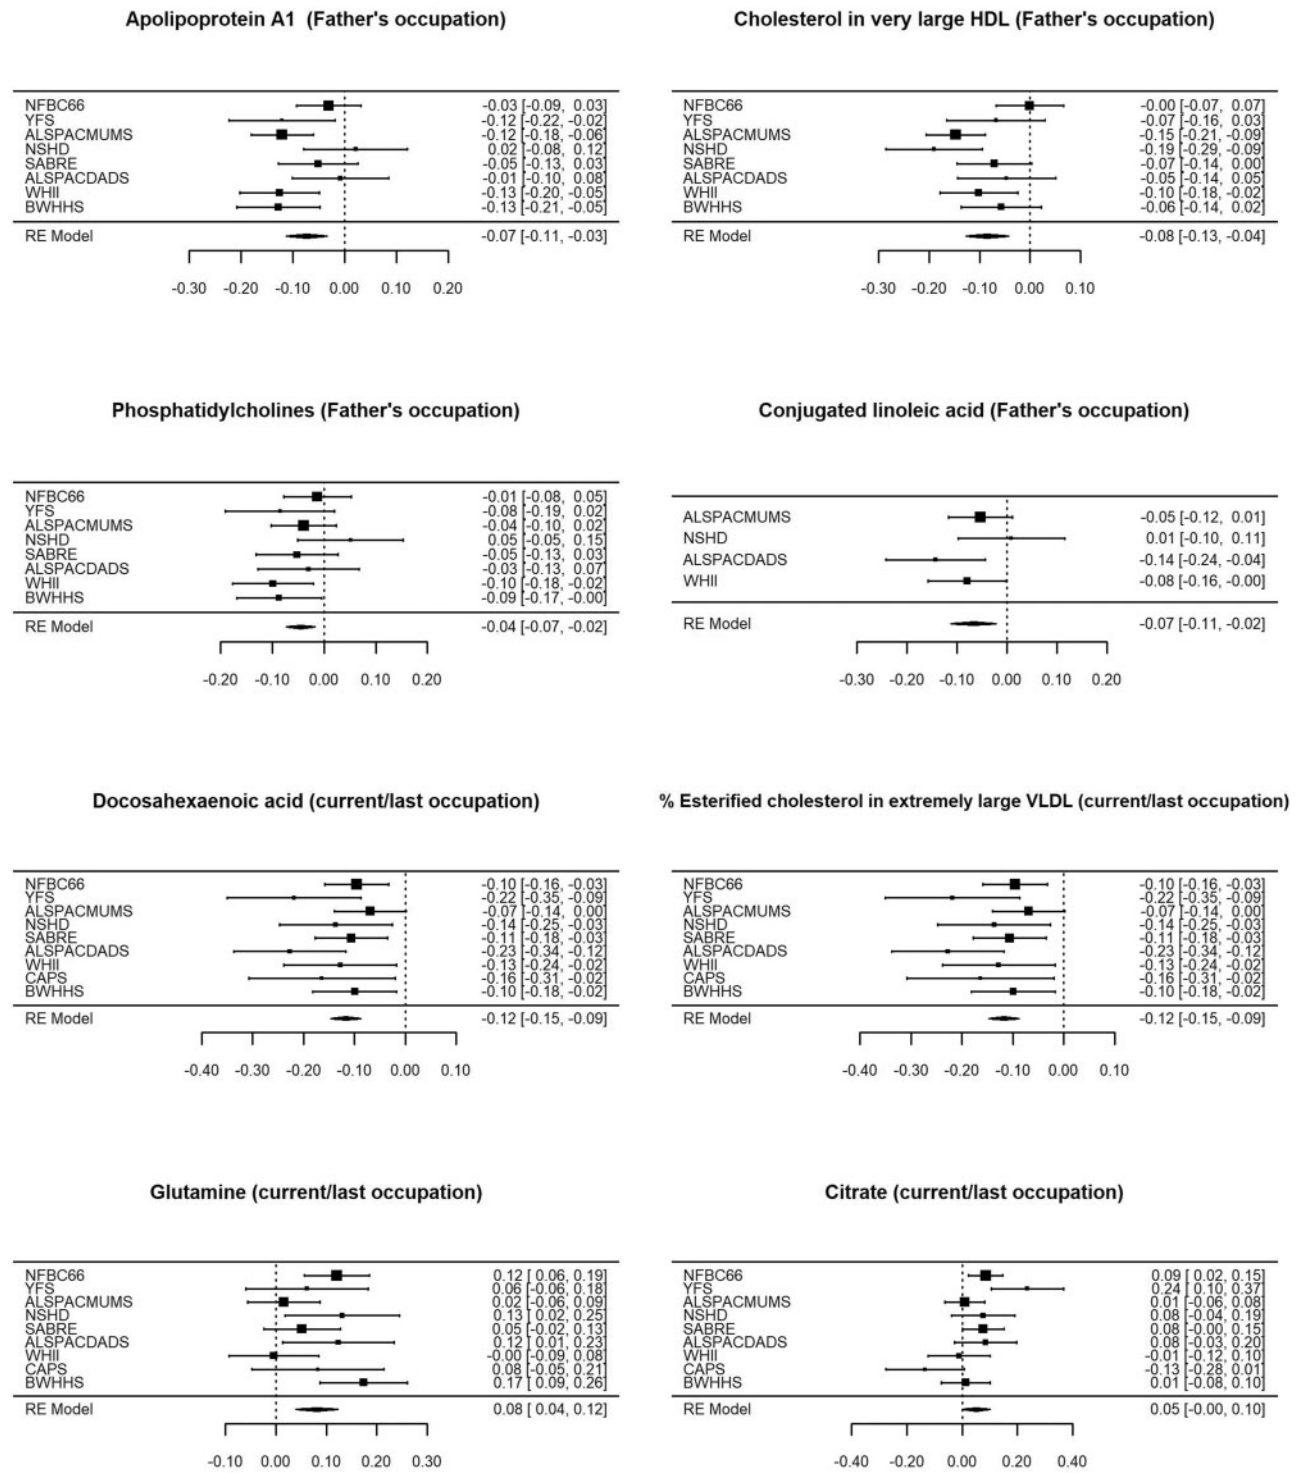 Apolipoprotein A1 (Father's occupation)
NFBC66 -0.03 [-0.09, 0.03]
YFS -0.12 [-0.22, -0.02]
ALSPACMUMS -0.12 [-0.18, -0.06]
NSHD 0.02 [-0.08, 0.12]
SABRE -0.05 [-0.13, 0.03]
ALSPACDADS -0.01 [-0.10, 0.08]
WHII -0.13 [-0.20, -0.05]
BWHHS -0.13 [-0.21, -0.05]
RE Model -0.07 [-0.11, -0.03]
-0.30 -0.20 -0.10 0.00 0.10 0.20
Cholesterol in very large HDL (Father's occupation)
NFBC66 -0.00 [-0.07, 0.07]
YFS -0.07 [-0.16, 0.03]
ALSPACMUMS -0.15 [-0.21, -0.09]
NSHD -0.19 [-0.29, -0.09]
SABRE -0.07 [-0.14, 0.00]
ALSPACDADS -0.05 [-0.14, 0.05]
WHII -0.10 [-0.18, -0.02]
BWHHS -0.06 [-0.14, 0.02]
RE Model -0.08 [-0.13, -0.04]
-0.30 -0.20 -0.10 0.00 0.10
Phosphatidylcholines (Father's occupation)
NFBC66 -0.01 [-0.08, 0.05]
YFS -0.08 [-0.19, 0.02]
ALSPACMUMS -0.04 [-0.10, 0.02]
NSHD 0.05 [-0.05, 0.15]
SABRE -0.05 [-0.13, 0.03]
ALSPACDADS -0.03 [-0.13, 0.07]
WHII -0.10 [-0.18, -0.02]
BWHHS -0.09 [-0.17, -0.00]
RE Model -0.04 [-0.07, -0.02]
-0.20 -0.10 0.00 0.10 0.20
Conjugated linoleic acid (Father's occupation)
ALSPACMUMS -0.05 [-0.12, 0.01]
NSHD 0.01 [-0.10, 0.11]
ALSPACDADS -0.14 [-0.24, -0.04]
WHII -0.08 [-0.16, -0.00]
RE Model -0.07 [-0.11, -0.02]
-0.30 -0.20 -0.10 0.00 0.10 0.20
Docosahexaenoic acid (current/last occupation)
NFBC66 -0.10 [-0.16, -0.03]
YFS -0.22 [-0.35, -0.09]
ALSPACMUMS -0.07 [-0.14, 0.00]
NSHD -0.14 [-0.25, -0.03]
SABRE -0.11 [-0.18, -0.03]
ALSPACDADS -0.23 [-0.34, -0.12]
WHII -0.13 [-0.24, -0.02]
CAPS -0.16 [-0.31, -0.02]
BWHHS -0.10 [-0.18, -0.02]
RE Model -0.12 [-0.15, -0.09]
-0.40 -0.30 -0.20 -0.10 0.00 0.10
% Esterified cholesterol in extremely large VLDL (current/last occupation)
NFBC66 -0.10 [-0.16, -0.03]
YFS -0.22 [-0.35, -0.09]
ALSPACMUMS -0.07 [-0.14, 0.00]
NSHD -0.14 [-0.25, -0.03]
SABRE -0.11 [-0.18, -0.03]
ALSPACDADS -0.23 [-0.34, -0.12]
WHII -0.13 [-0.24, -0.02]
CAPS -0.16 [-0.31, -0.02]
BWHHS -0.10 [-0.18, -0.02]
RE Model -0.12 [-0.15, -0.09]
-0.40 -0.30 -0.20 -0.10 0.00 0.10
Glutamine (current/last occupation)
NFBC66 0.12 [ 0.06, 0.19]
YFS 0.06 [-0.06, 0.18]
ALSPACMUMS 0.02 [-0.06, 0.09]
NSHD 0.13 [ 0.02, 0.25]
SABRE 0.05 [-0.02, 0.13]
ALSPACDADS 0.12 [ 0.01, 0.23]
WHII -0.00 [-0.09, 0.08]
CAPS 0.08 [-0.05, 0.21]
BWHHS 0.17 [ 0.09, 0.26]
RE Model 0.08 [ 0.04, 0.12]
-0.10 0.00 0.10 0.20 0.30
Citrate (current/last occupation)
NFBC66 0.09 [ 0.02, 0.15]
YFS 0.24 [ 0.10, 0.37]
ALSPACMUMS 0.01 [-0.06, 0.08]
NSHD 0.08 [-0.04, 0.19]
SABRE 0.08 [-0.00, 0.15]
ALSPACDADS 0.08 [-0.03, 0.20]
WHII -0.01 [-0.12, 0.10]
CAPS -0.13 [-0.28, 0.01]
BWHHS 0.01 [-0.08, 0.10]
RE Model 0.05 [-0.00, 0.10]
-0.40 -0.20 0.00 0.20 0.40